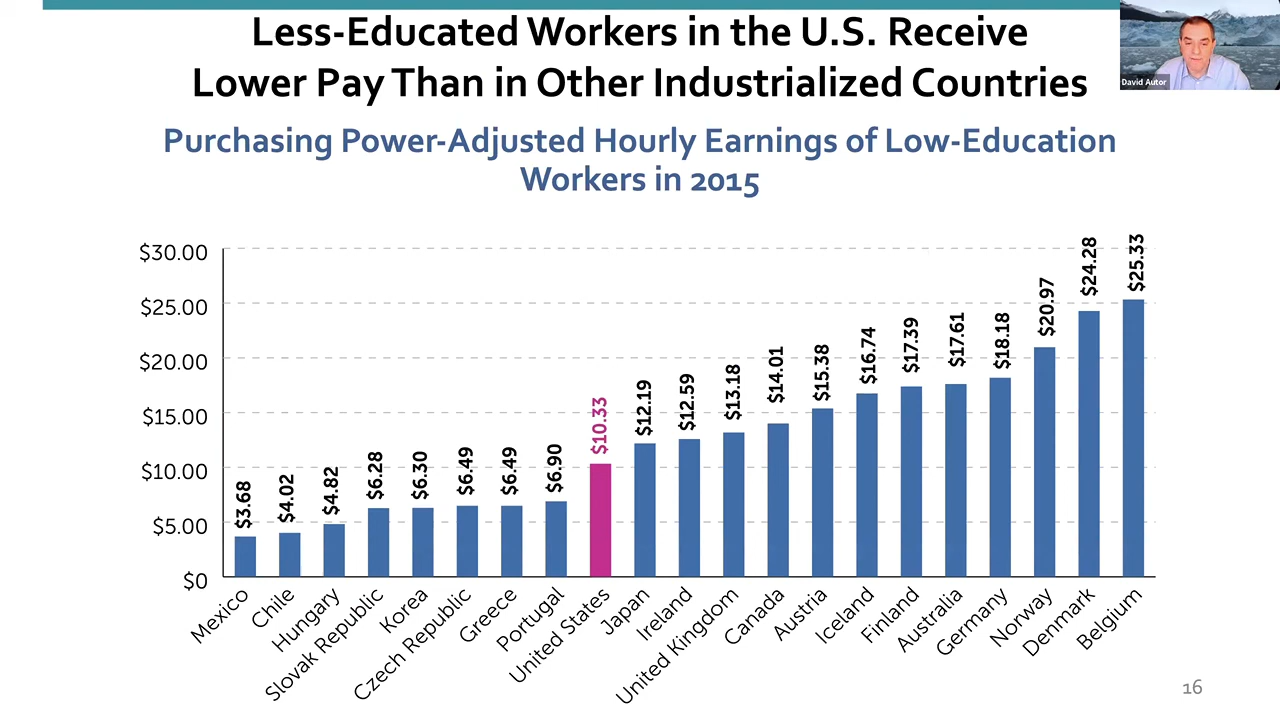 Less-Educated Workers in the U.S. Receive
Lower Pay Than in Other Industrialized Countries
David Autor
Purchasing Power-Adjusted Hourly Earnings of Low-Education
Workers in 2015
$30.00
$25.00
$20.00
$15.00
$10.00
$5.00
$0
$3.68
$4.02
$4.82
$6.28
$6.30
$6.49
$6.49
$6.90
$10.33
$12.19
$12.59
$13.18
$14.01
$15.38
$16.74
$17.39
$17.61
$18.18
$20.97
$24.28
$25.33
Mexico
Chile
Hungary
Slovak Republic
Korea
Czech Republic
Greece
Portugal
United States
Japan
Ireland
United Kingdom
Canada
Austria
Iceland
Finland
Australia
Germany
Norway
Denmark
Belgium
16